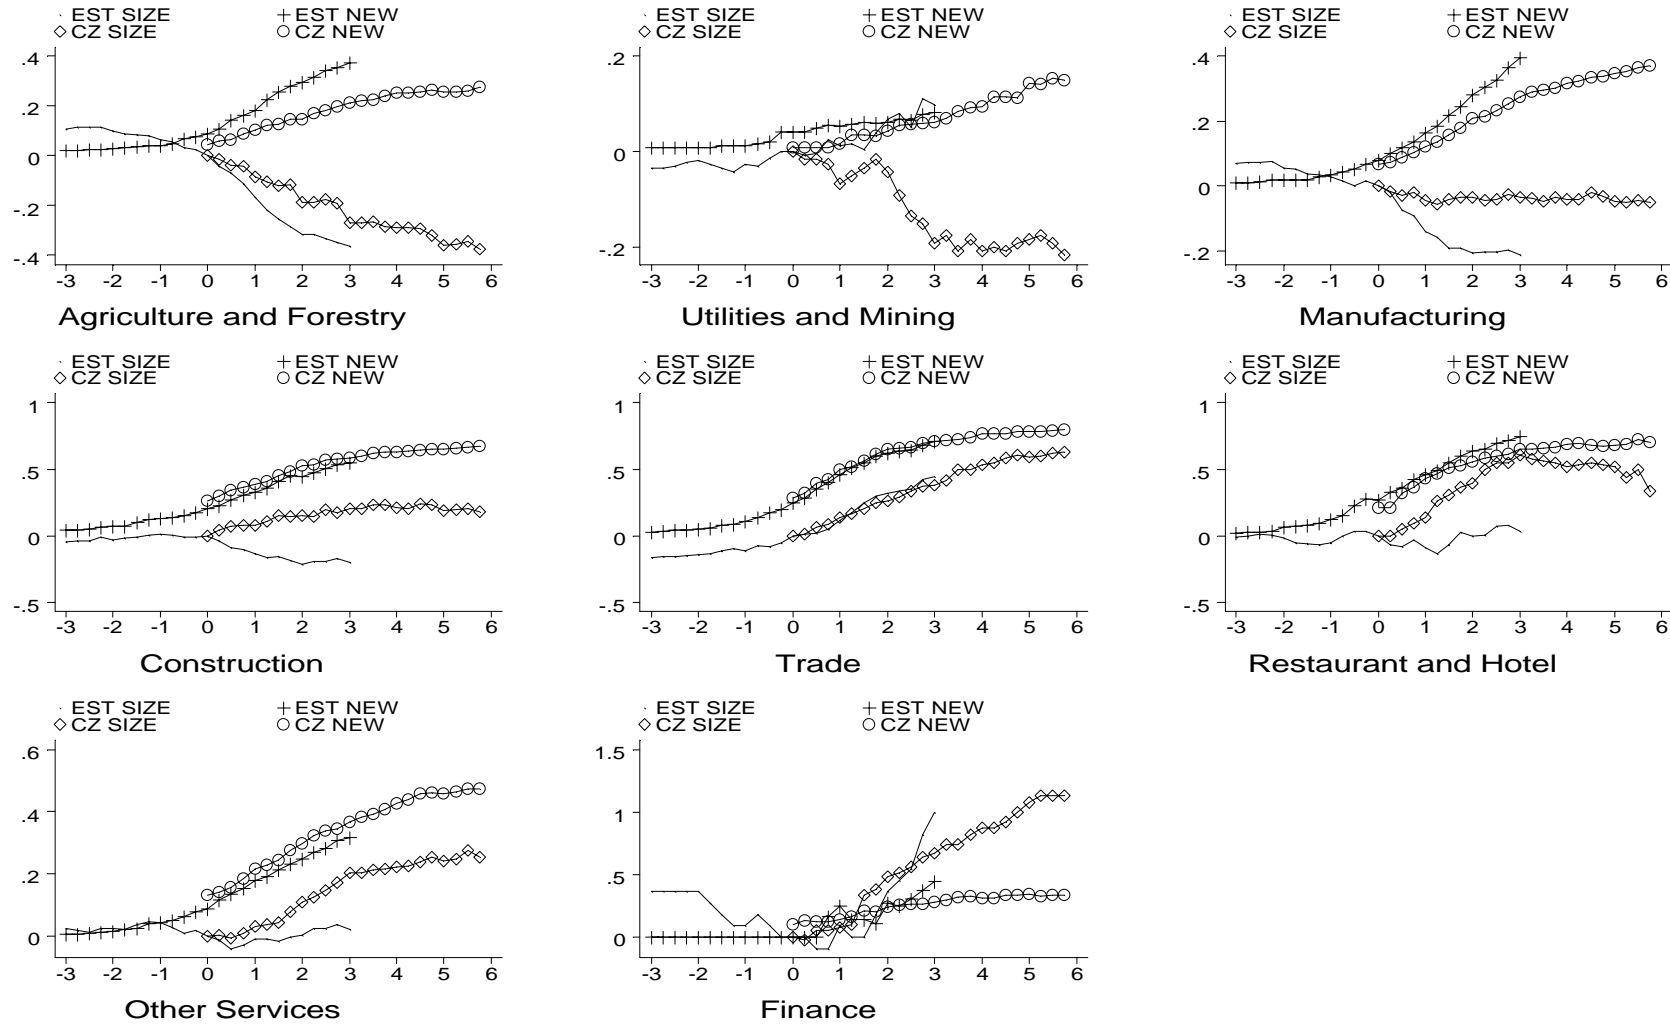 EST SIZE EST NEW
CZ SIZE CZ NEW
.4
.2
0
-.2
-.4
-3 -2 -1 0 1 2 3 4 5 6
Agriculture and Forestry
EST SIZE EST NEW
CZ SIZE CZ NEW
.2
0
-.2
-3 -2 -1 0 1 2 3 4 5 6
Utilities and Mining
EST SIZE EST NEW
CZ SIZE CZ NEW
.4
.2
0
-.2
-3 -2 -1 0 1 2 3 4 5 6
Manufacturing
EST SIZE EST NEW
CZ SIZE CZ NEW
1
.5
0
-.5
-3 -2 -1 0 1 2 3 4 5 6
Construction
EST SIZE EST NEW
CZ SIZE CZ NEW
1
.5
0
-.5
-3 -2 -1 0 1 2 3 4 5 6
Trade
EST SIZE EST NEW
CZ SIZE CZ NEW
1
.5
0
-.5
-3 -2 -1 0 1 2 3 4 5 6
Restaurant and Hotel
EST SIZE EST NEW
CZ SIZE CZ NEW
.6
.4
.2
0
-3 -2 -1 0 1 2 3 4 5 6
Other Services
EST SIZE EST NEW
CZ SIZE CZ NEW
1.5
1
.5
0
-3 -2 -1 0 1 2 3 4 5 6
Finance